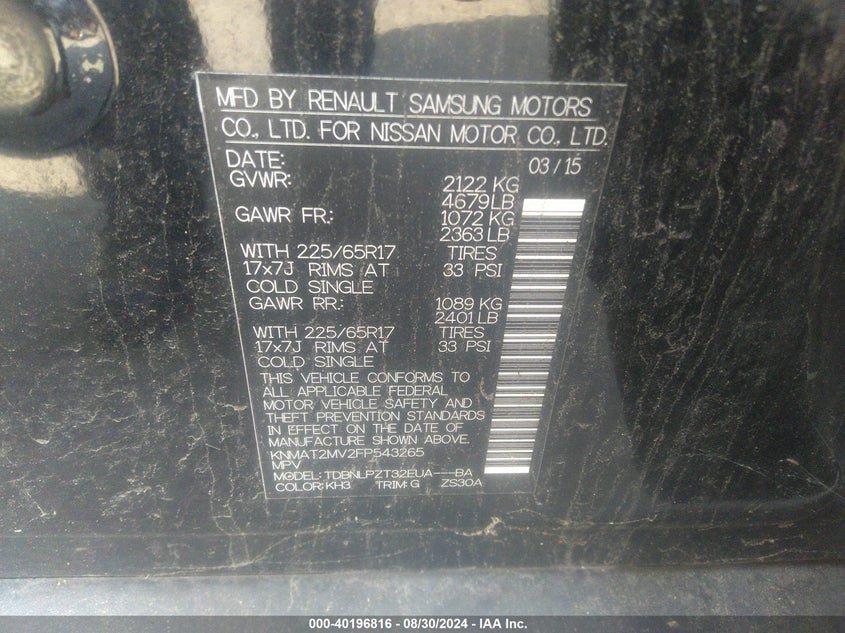 MFD BY RENAULT SAMSUNG MOTORS
CO., LTD. FOR NISSAN MOTOR CO., LTD.
DATE: 03/15
GVWR: 2122 KG
4679LB
GAWR FR.: 1072 KG
2363 LB
WITH 225/65R17 TIRES
17x7J RIMS AT 33 PSI
COLD SINGLE
GAWR RR.: 1089 KG
2401 LB
WITH 225/65R17 TIRES
17x7J RIMS AT 33 PSI
COLD SINGLE
THIS VEHICLE CONFORMS TO
ALL APPLICABLE FEDERAL
MOTOR VEHICLE SAFETY AND
THEFT PREVENTION STANDARDS
IN EFFECT ON THE DATE OF
MANUFACTURE SHOWN ABOVE.
KNMAT2MV2FP543265
MPV
MODEL: TDBNLPZT32EUA---BA
COLOR: KH3 TRIM: G ZS30A
000-40196816 - 08/30/2024 - IAA Inc.